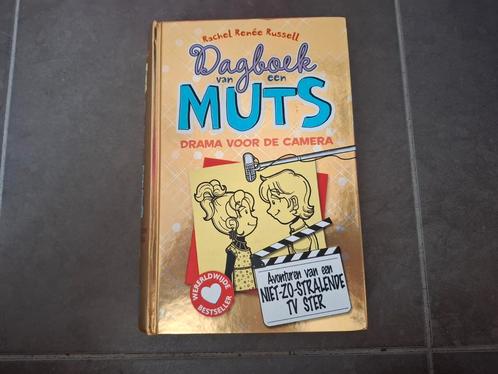 Rachel Renée Russell
Dagboek
van een
MUTS
DRAMA VOOR DE CAMERA
Avonturen van een
NIET-ZO-STRALENDE
TV STER
WERELDWIJDE
BESTSELLER